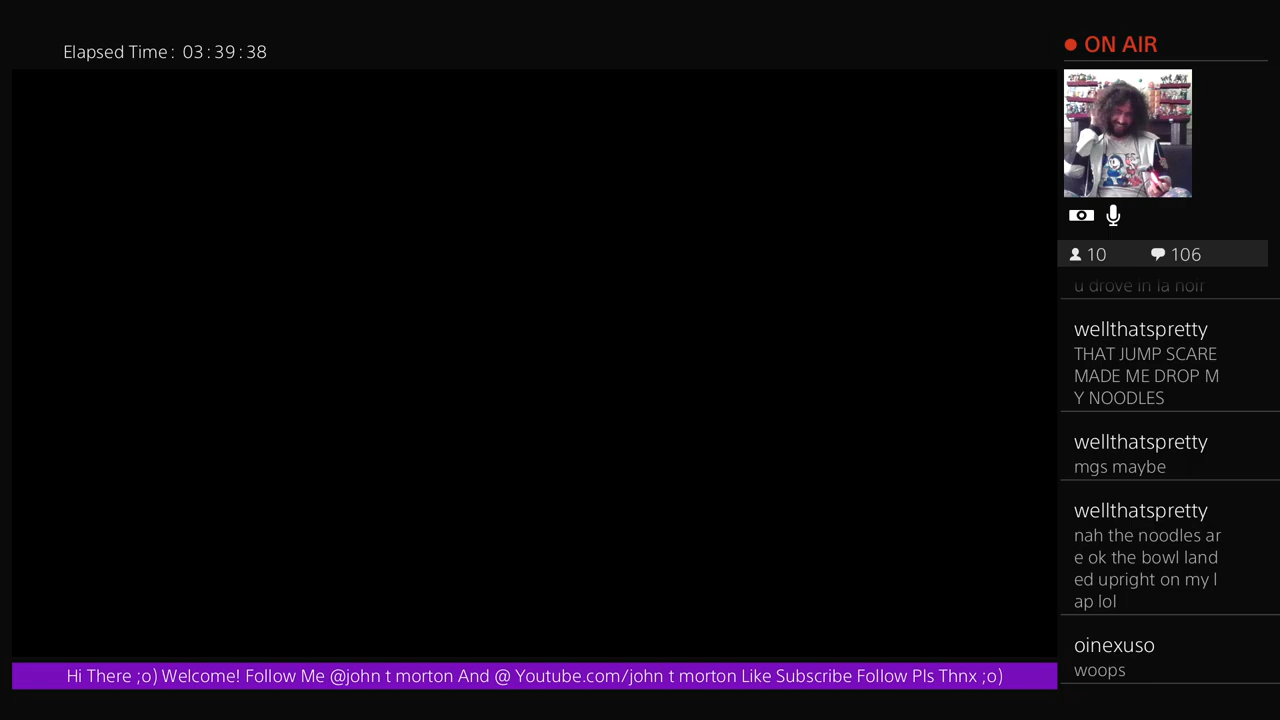 Elapsed Time: 03:39:38
ON AIR
10 106
u drove in la noir
wellthatspretty
THAT JUMP SCARE
MADE ME DROP M
Y NOODLES
wellthatspretty
mgs maybe
wellthatspretty
nah the noodles ar
e ok the bowl land
ed upright on my l
ap lol
oinexuso
woops
Hi There ;o) Welcome! Follow Me @john t morton And @ Youtube.com/john t morton Like Subscribe Follow Pls Thnx ;o)